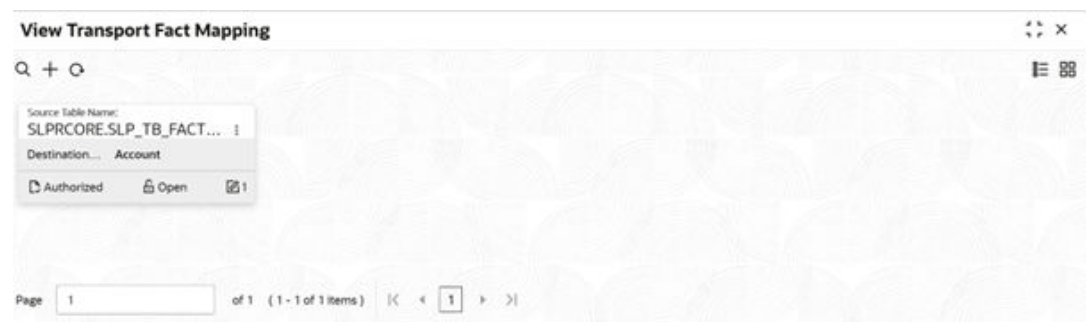 View Transport Fact Mapping
Source Table Name:
SLPRCORE.SLP_TB_FACT...
Destination... Account
Authorized Open 1
Page 1 of 1 (1 - 1 of 1 items) 1